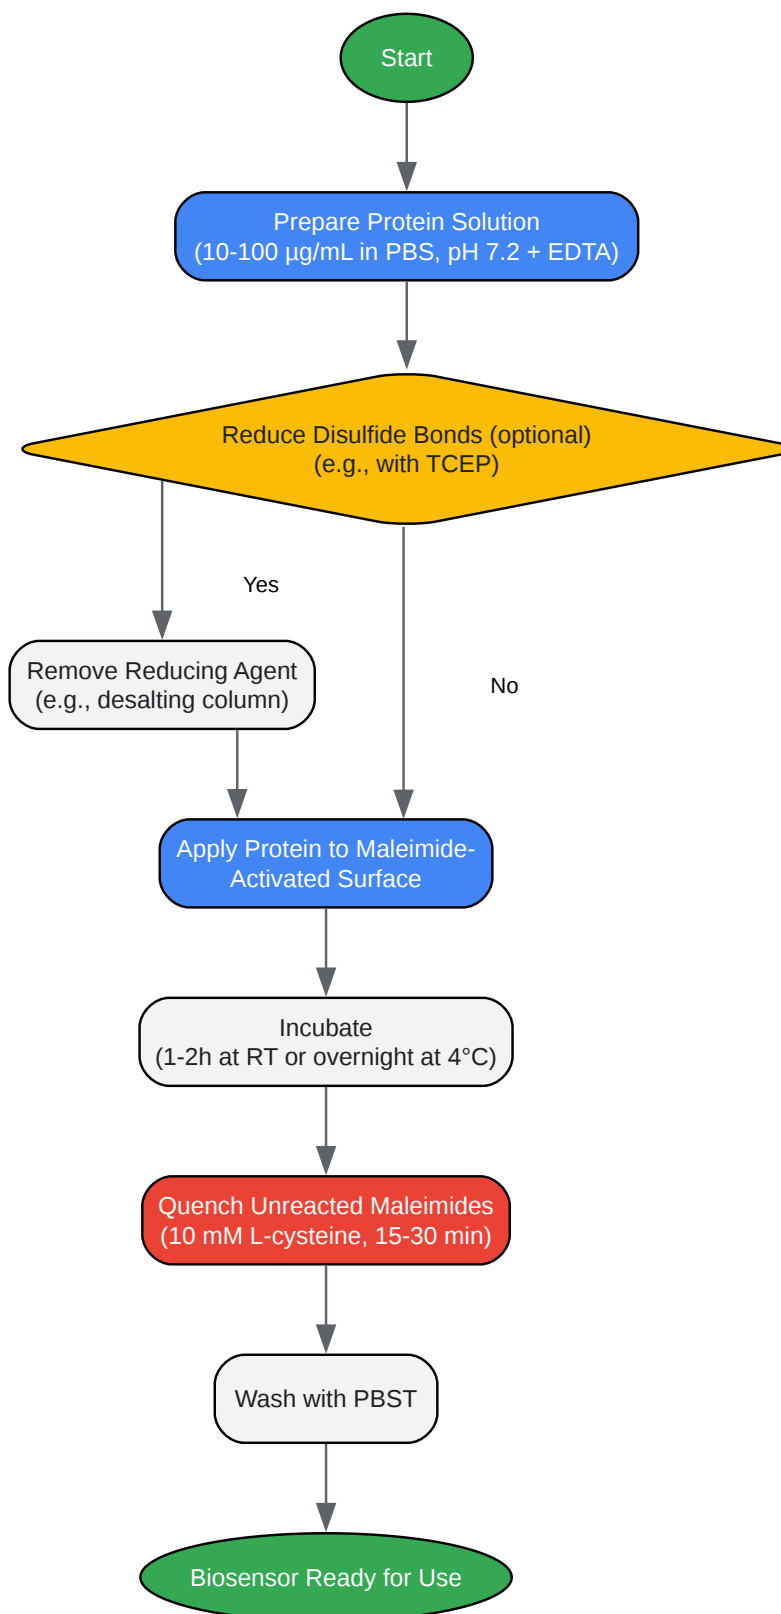 Start
Prepare Protein Solution
(10-100 µg/mL in PBS, pH 7.2 + EDTA)
Reduce Disulfide Bonds (optional)
(e.g., with TCEP)
Yes
Remove Reducing Agent
(e.g., desalting column)
No
Apply Protein to Maleimide-
Activated Surface
Incubate
(1-2h at RT or overnight at 4°C)
Quench Unreacted Maleimides
(10 mM L-cysteine, 15-30 min)
Wash with PBST
Biosensor Ready for Use